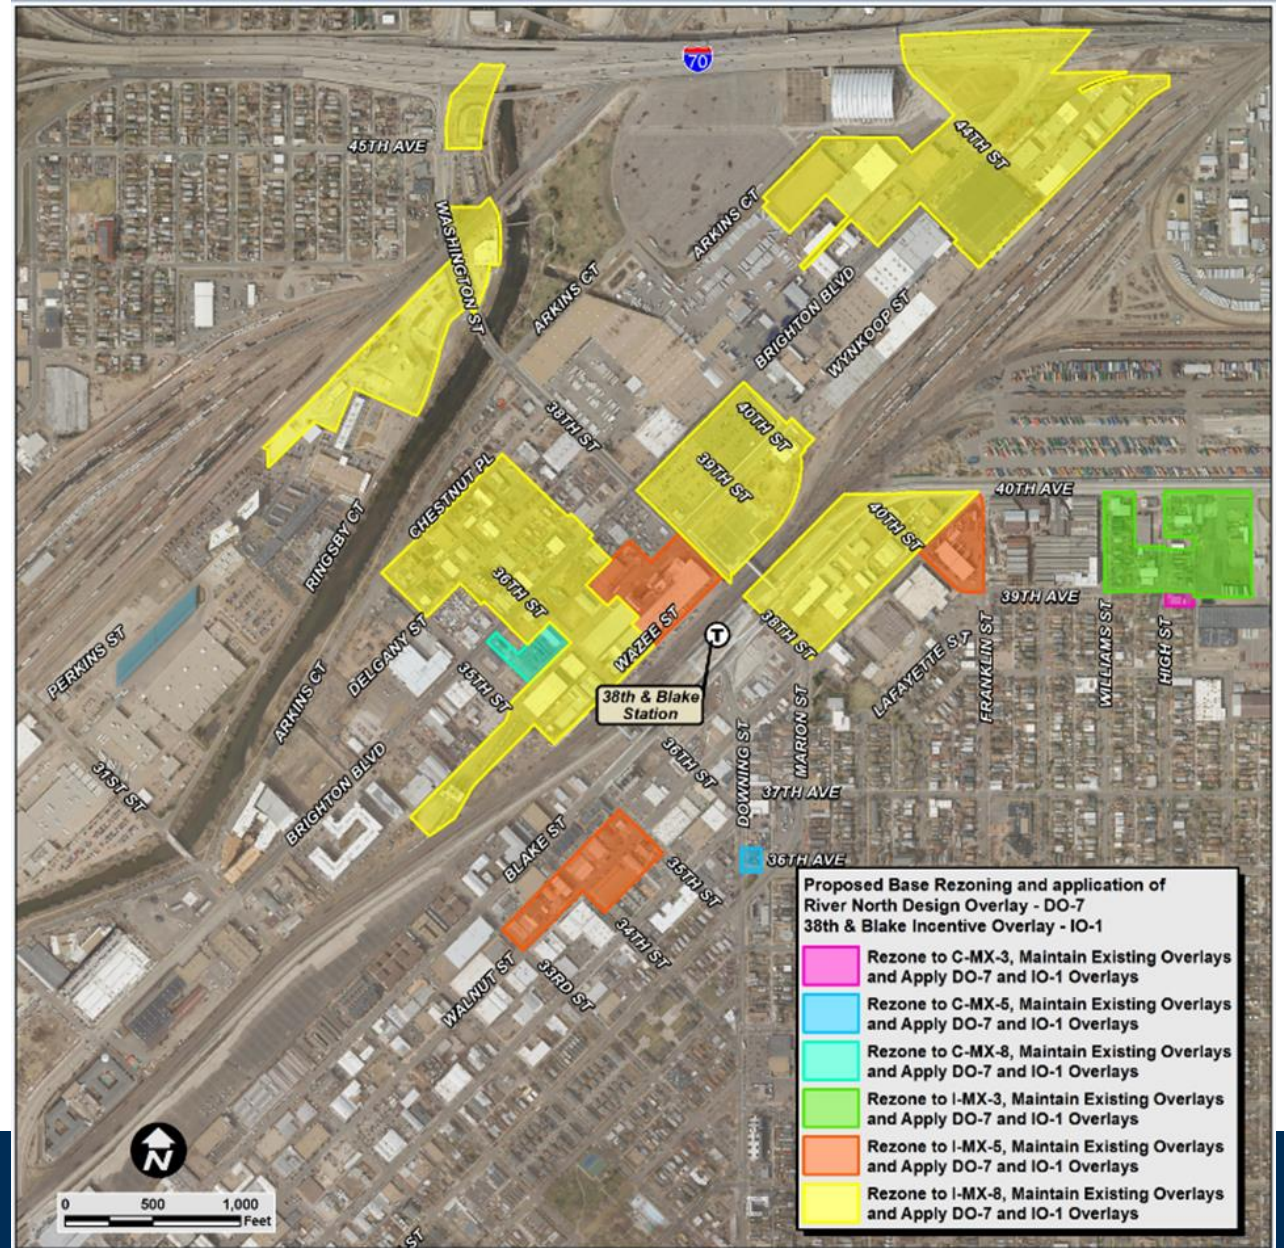 70
45TH AVE
44TH ST
WASHINGTON ST
ARKINS CT
ARKINS CT
BRIGHTON BLVD
WYNKOOP ST
38TH ST
40TH ST
39TH ST
CHESTNUT PL
40TH AVE
40TH ST
RINGSBY CT
36TH ST
39TH AVE
38TH ST
WAZEE ST
T
PERKINS ST
DELGANY ST
LAFAYETTE ST
FRANKLIN ST
WILLIAMS ST
HIGH ST
35TH ST
38th & Blake
Station
ARKINS CT
MARION ST
DOWNING ST
36TH ST
31ST ST
BRIGHTON BLVD
37TH AVE
BLAKE ST
36TH AVE
35TH ST
34TH ST
WALNUT ST
33RD ST
Proposed Base Rezoning and application of
River North Design Overlay - DO-7
38th & Blake Incentive Overlay - IO-1
Rezone to C-MX-3, Maintain Existing Overlays
and Apply DO-7 and IO-1 Overlays
Rezone to C-MX-5, Maintain Existing Overlays
and Apply DO-7 and IO-1 Overlays
Rezone to C-MX-8, Maintain Existing Overlays
and Apply DO-7 and IO-1 Overlays
Rezone to I-MX-3, Maintain Existing Overlays
and Apply DO-7 and IO-1 Overlays
Rezone to I-MX-5, Maintain Existing Overlays
and Apply DO-7 and IO-1 Overlays
Rezone to I-MX-8, Maintain Existing Overlays
and Apply DO-7 and IO-1 Overlays
N
0 500 1,000
Feet
ST